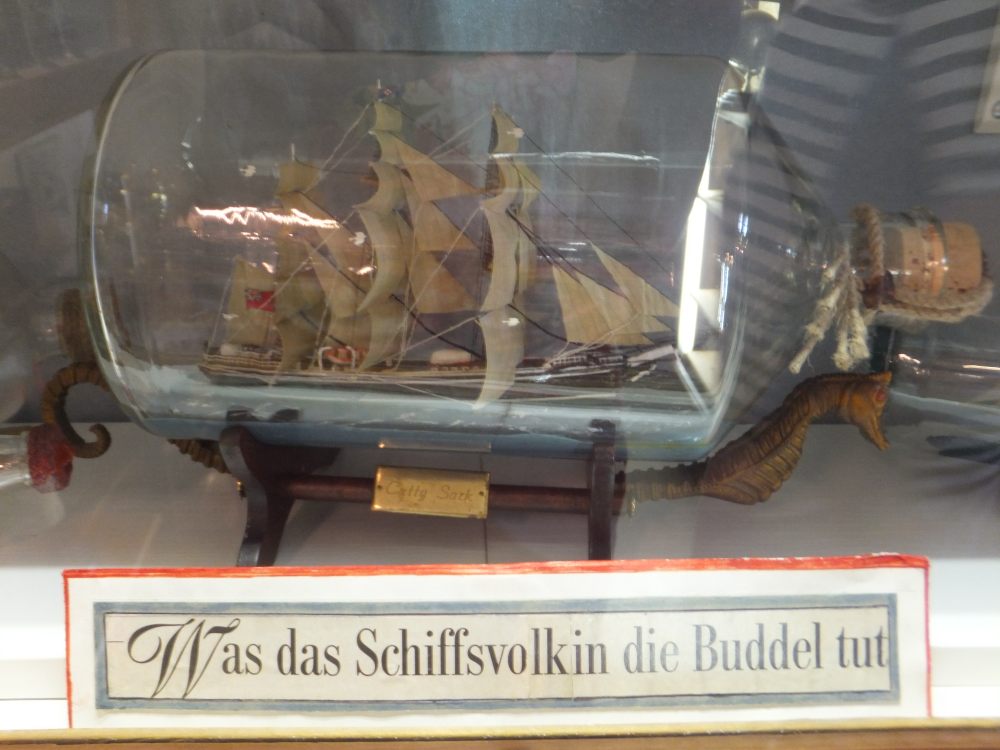 Cutty Sark
Was das Schiffsvolkin die Buddel tut